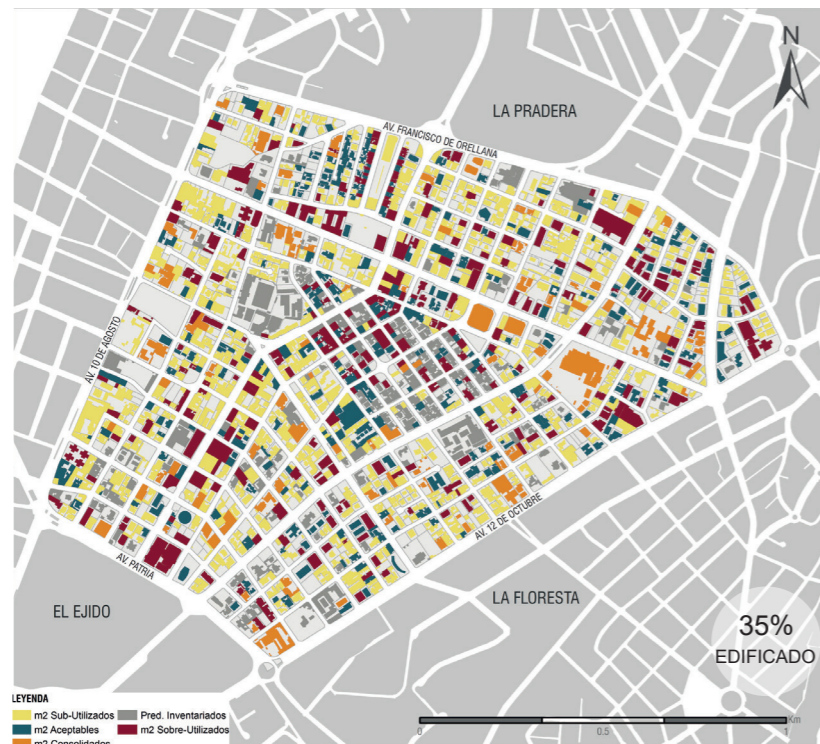 N
LA PRADERA
AV. FRANCISCO DE ORELLANA
AV. 10 DE AGOSTO
AV. 12 DE OCTUBRE
AV. PATRIA
EL EJIDO
LA FLORESTA
35%
EDIFICADO
LEYENDA
m2 Sub-Utilizados
Pred. Inventariados
m2 Aceptables
m2 Sobre-Utilizados
m2 Consolidados
Km
0
0.5
1